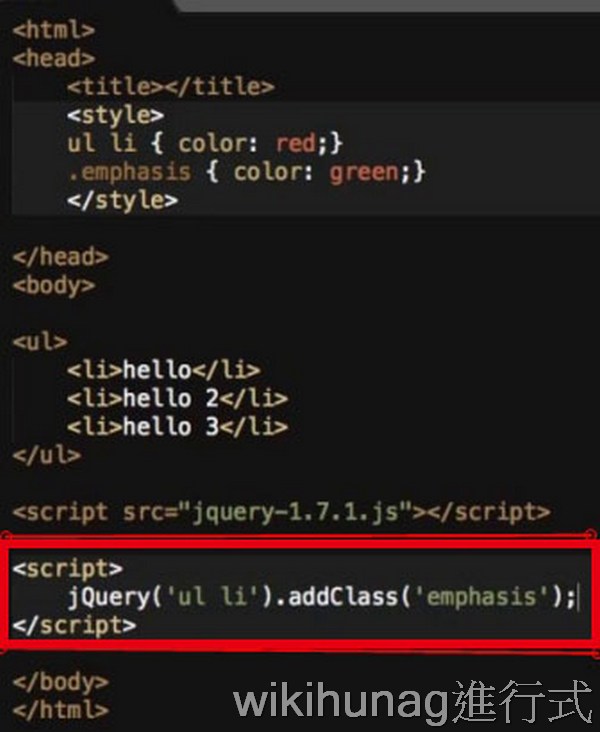 <html>
<head>
    <title></title>
    <style>
    ul li { color: red;}
    .emphasis { color: green;}
    </style>

</head>
<body>

<ul>
    <li>hello</li>
    <li>hello 2</li>
    <li>hello 3</li>
</ul>

<script src="jquery-1.7.1.js"></script>

<script>
    jQuery('ul li').addClass('emphasis');
</script>

</body>
</html>
wikihunag進行式